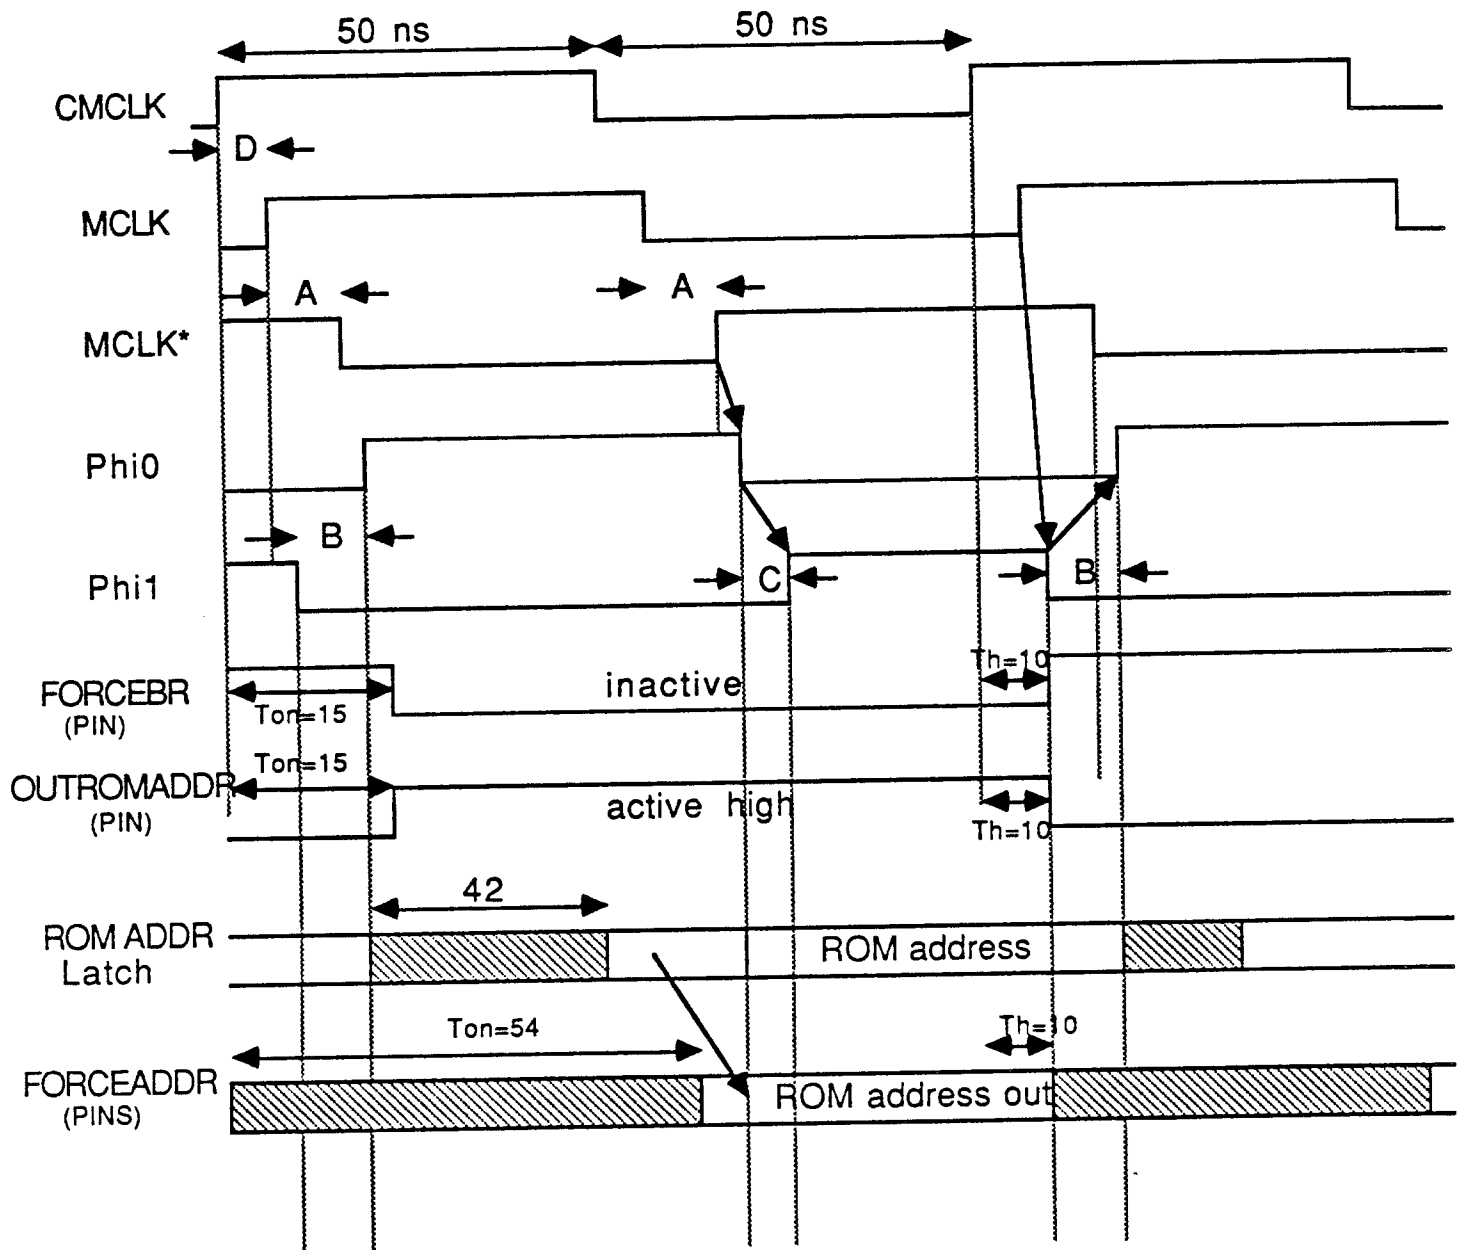 50 ns
50 ns
CMCLK
D
MCLK
A
A
MCLK*
Phi0
B
C
B
Phi1
Th=10
inactive
FORCEBR
(PIN)
Ton=15
Ton=15
OUTROMADDR
(PIN)
active high
Th=10
42
ROM ADDR
Latch
ROM address
Ton=54
Th=10
FORCEADDR
(PINS)
ROM address out